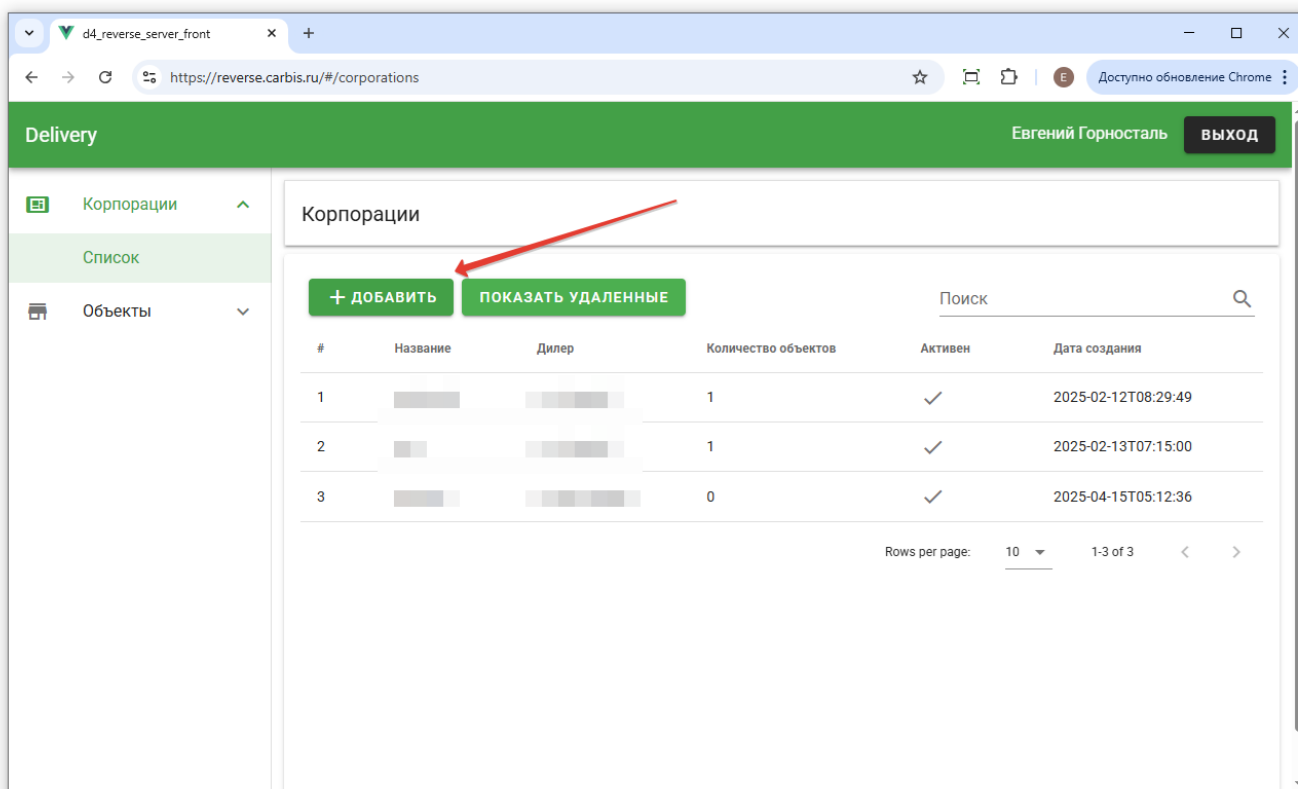 d4_reverse_server_front
https://reverse.carbis.ru/#/corporations
E
Доступно обновление Chrome
Delivery
Евгений Горносталь
ВЫХОД
Корпорации
Список
Объекты
Корпорации
+ ДОБАВИТЬ
ПОКАЗАТЬ УДАЛЕННЫЕ
Поиск
# Название Дилер Количество объектов Активен Дата создания
1 1 2025-02-12T08:29:49
2 1 2025-02-13T07:15:00
3 0 2025-04-15T05:12:36
Rows per page: 10 1-3 of 3